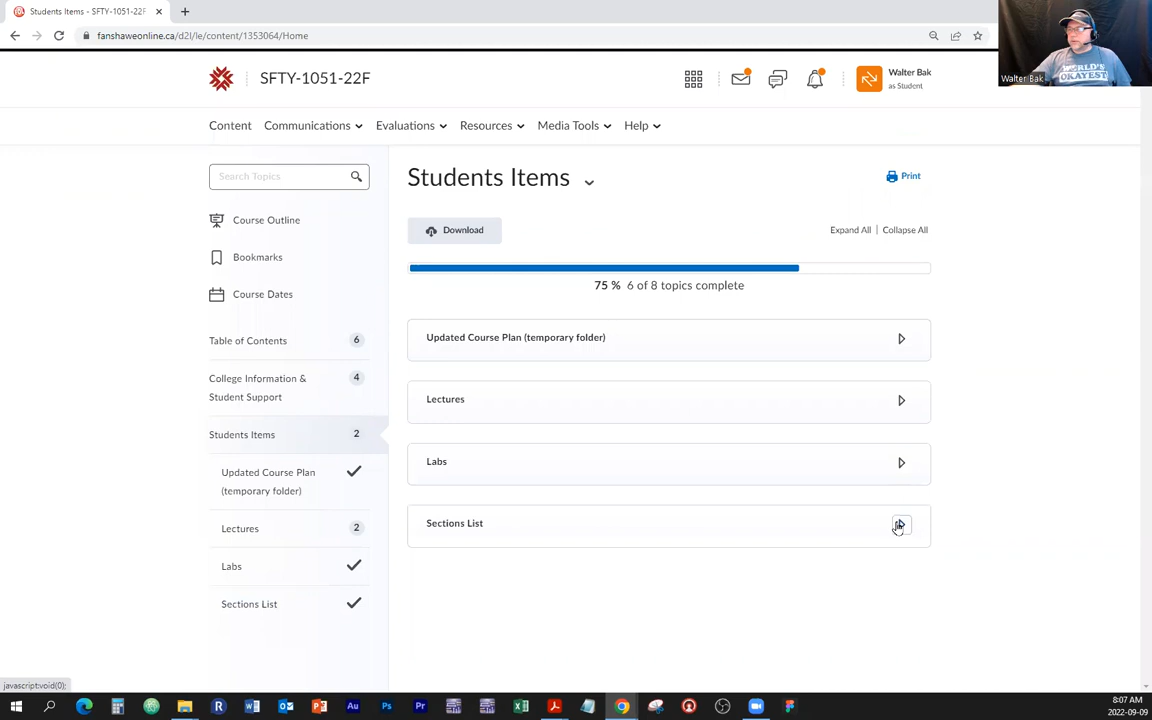 Students Items - SFTY-1051-22F
fanshaweonline.ca/d2l/le/content/1353064/Home
WORLD'S
OKAYEST
Walter Bak
SFTY-1051-22F
Walter Bak
as Student
Content Communications Evaluations Resources Media Tools Help
Search Topics
Course Outline
Bookmarks
Course Dates
Table of Contents 6
College Information &
Student Support 4
Students Items 2
Updated Course Plan
(temporary folder)
Lectures 2
Labs
Sections List
Students Items
Print
Download
Expand All | Collapse All
75 % 6 of 8 topics complete
Updated Course Plan (temporary folder)
Lectures
Labs
Sections List
javascript:void(0);
8:07 AM
2022-09-09